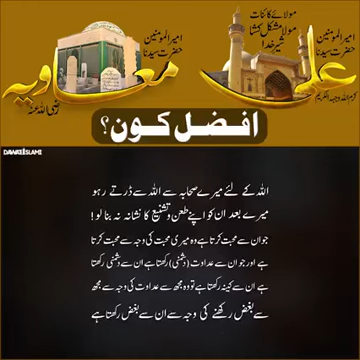 امیرالمؤمنین
حضرت سیدنا
معاویہ
رضی اللہ عنہ
مولائے کائنات
مولا مشکل کشا
شیر خدا
امیرالمؤمنین
حضرت سیدنا
علی
کرم اللہ وجہہ الکریم
افضل کون؟
DAWATEISLAMI
اللہ کے لئے میرے صحابہ سے اللہ سے ڈرتے رہو
میرے بعد ان کو اپنے طعن و تشنیع کا نشانہ نہ بنا لو!
جو ان سے محبت کرتا ہے وہ میری محبت کی وجہ سے محبت کرتا
ہے اور جو ان سے عداوت (دشمنی) رکھتا ہے ان سے دشمنی رکھتا
ہے ان سے کینہ رکھتا ہے تو وہ مجھ سے عداوت کی وجہ سے مجھ
سے بغض رکھنے کی وجہ سے ان سے بغض رکھتا ہے